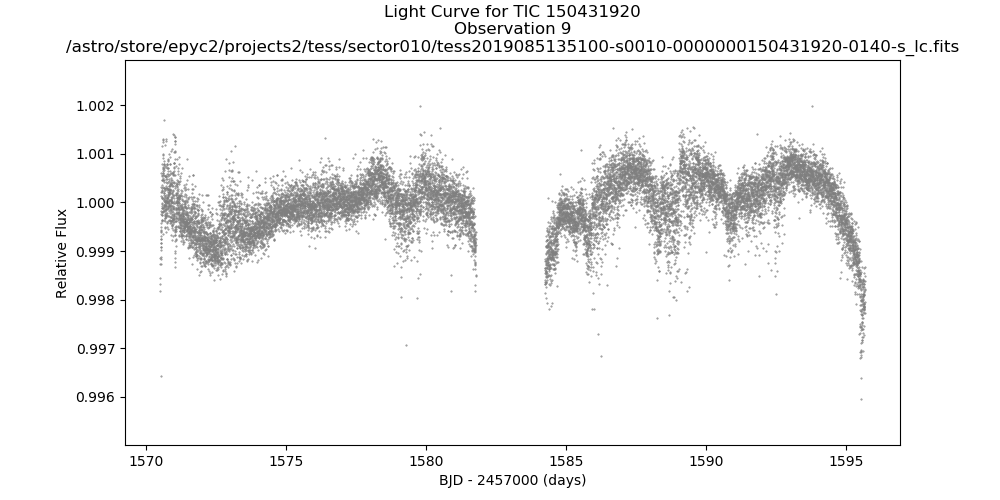 Light Curve for TIC 150431920
Observation 9
/astro/store/epyc2/projects2/tess/sector010/tess2019085135100-s0010-0000000150431920-0140-s_lc.fits
1.002
1.001
1.000
0.999
0.998
0.997
0.996
Relative Flux
1570
1575
1580
1585
1590
1595
BJD - 2457000 (days)